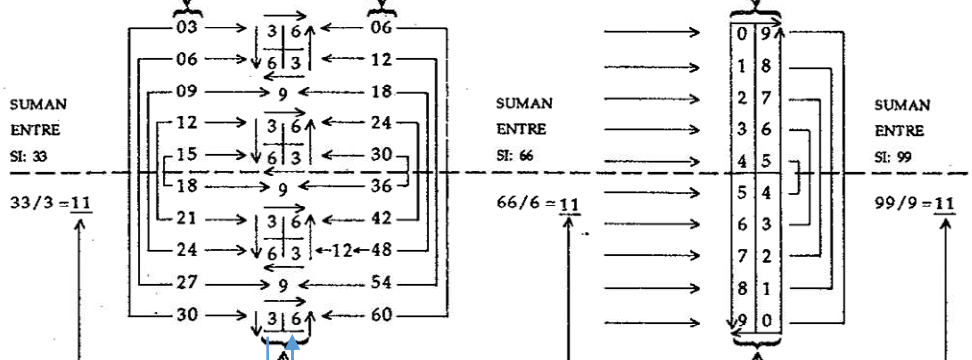 03 3 6 06 0 9
06 6 3 12 1 8
09 9 18 2 7
SUMAN
ENTRE
SI: 33
SUMAN
ENTRE
SI: 66
SUMAN
ENTRE
SI: 99
12 3 6 24 3 6
15 6 3 30 4 5
18 9 36 5 4
33/3 = 11
66/6 = 11
99/9 = 11
21 3 6 42 6 3
24 6 3 12 48 7 2
27 9 54 8 1
30 3 6 60 9 0